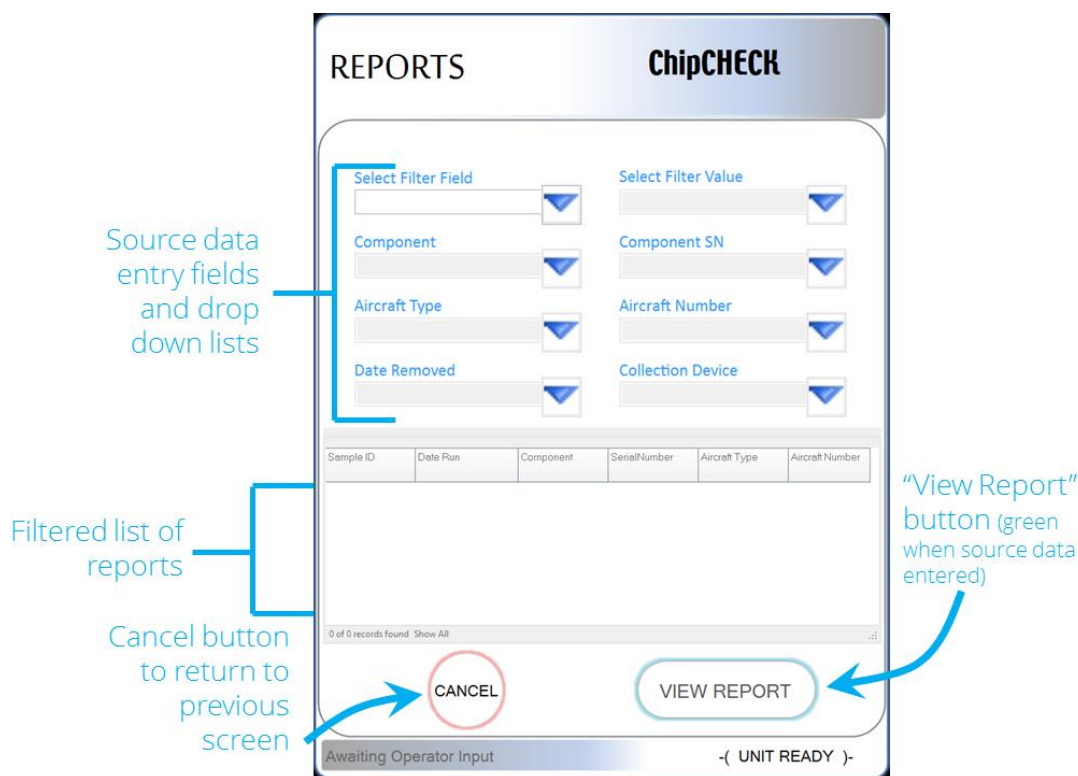 REPORTS
ChipCHECK
Select Filter Field
Select Filter Value
Component
Component SN
Aircraft Type
Aircraft Number
Date Removed
Collection Device
Source data
entry fields
and drop
down lists
Sample ID
Date Run
Component
SerialNumber
Aircraft Type
Aircraft Number
Filtered list of
reports
"View Report"
button (green
when source data
entered)
0 of 0 records found Show All
Cancel button
to return to
previous
screen
CANCEL
VIEW REPORT
Awaiting Operator Input
-( UNIT READY )-